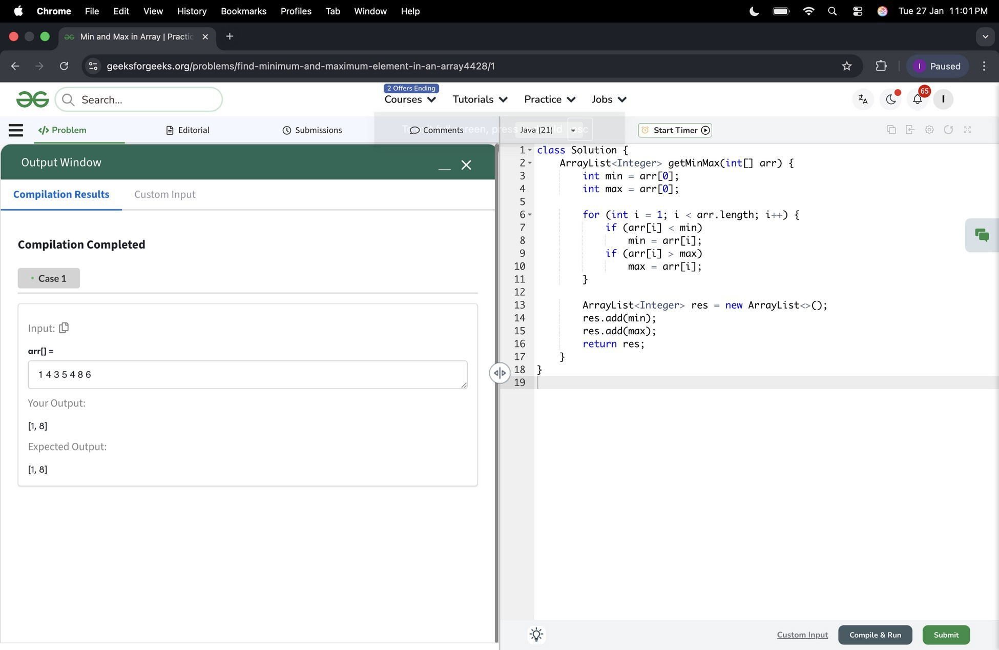 Chrome File Edit View History Bookmarks Profiles Tab Window Help Tue 27 Jan 11:01 PM
Min and Max in Array | Practic
geeksforgeeks.org/problems/find-minimum-and-maximum-element-in-an-array4428/1 I Paused
2 Offers Ending
Search... Courses Tutorials Practice Jobs 65 I
Problem Editorial Submissions Comments Java (21) Start Timer
Output Window
Compilation Results Custom Input
Compilation Completed
Case 1
Input:
arr[] =
1 4 3 5 4 8 6
Your Output:
[1, 8]
Expected Output:
[1, 8]
1 class Solution {
2 ArrayList<Integer> getMinMax(int[] arr) {
3 int min = arr[0];
4 int max = arr[0];
5
6 for (int i = 1; i < arr.length; i++) {
7 if (arr[i] < min)
8 min = arr[i];
9 if (arr[i] > max)
10 max = arr[i];
11 }
12
13 ArrayList<Integer> res = new ArrayList<>();
14 res.add(min);
15 res.add(max);
16 return res;
17 }
18 }
19
Custom Input Compile & Run Submit